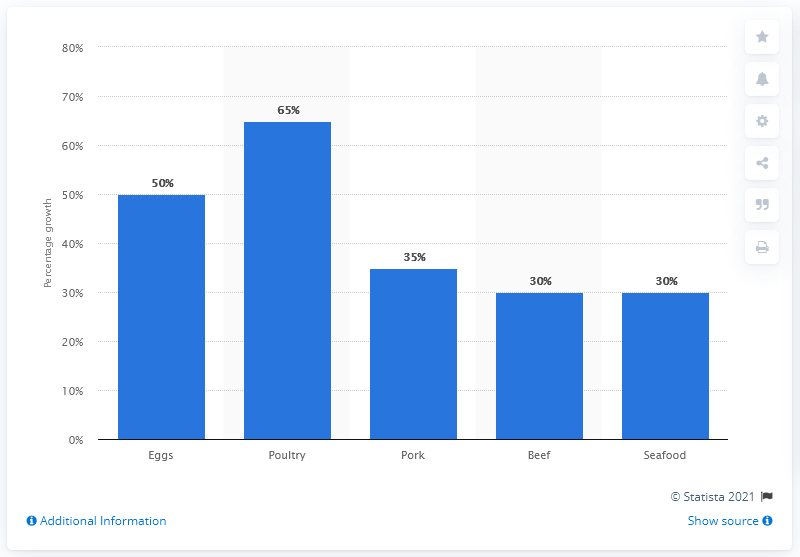 80%
70%
60%
50%
40%
30%
20%
10%
0%
Percentage growth
50%
65%
35%
30%
30%
Eggs
Poultry
Pork
Beef
Seafood
© Statista 2021
Additional Information
Show source